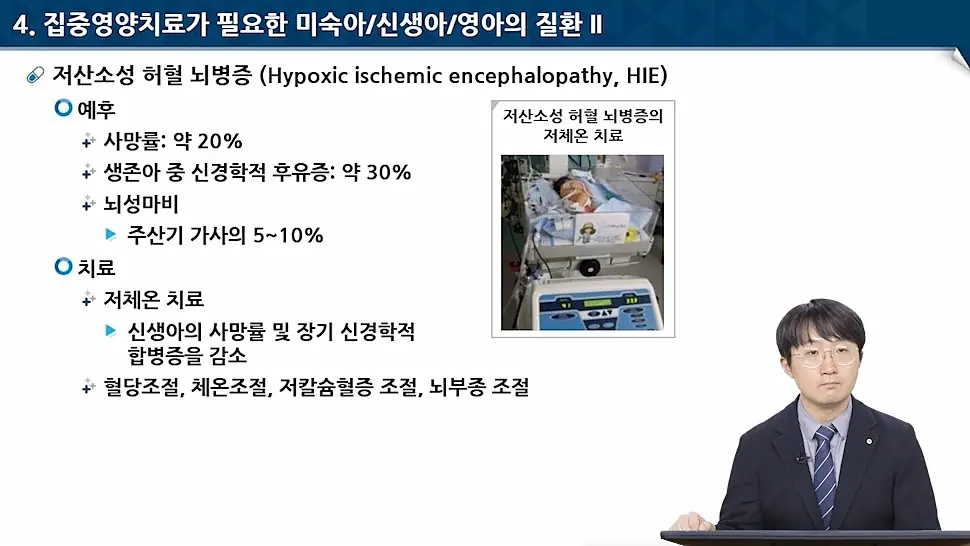 4. 집중영양치료가 필요한 미숙아/신생아/영아의 질환 II
저산소성 허혈 뇌병증 (Hypoxic ischemic encephalopathy, HIE)
예후
사망률: 약 20%
생존아 중 신경학적 후유증: 약 30%
뇌성마비
주산기 가사의 5~10%
치료
저체온 치료
신생아의 사망률 및 장기 신경학적
합병증을 감소
혈당조절, 체온조절, 저칼슘혈증 조절, 뇌부종 조절
저산소성 허혈 뇌병증의
저체온 치료